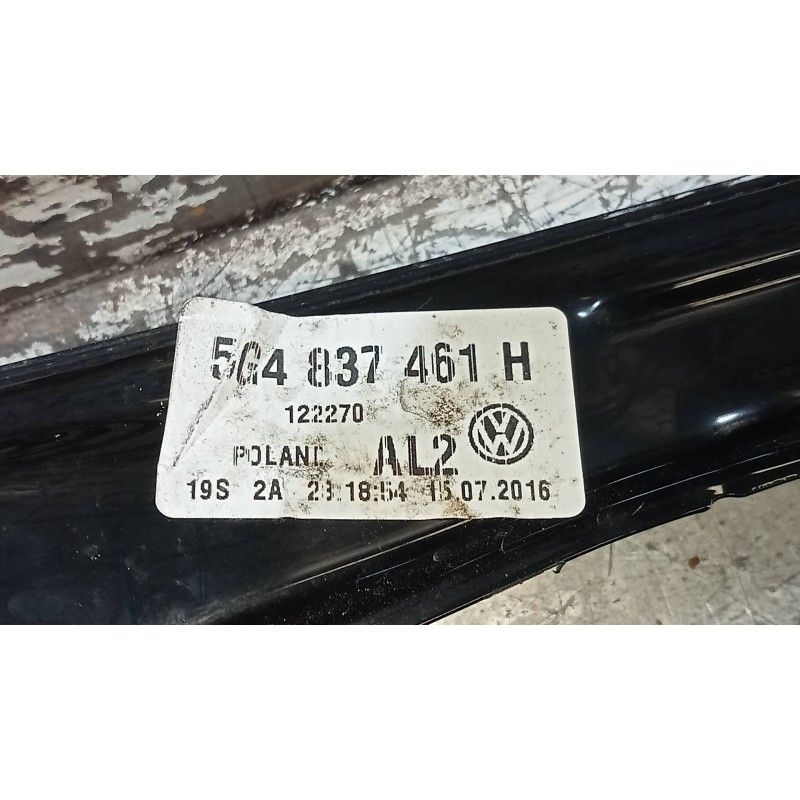 5G4 837 461 H
122270
POLAND AL2
19S 2A 23:18:54 15.07.2016